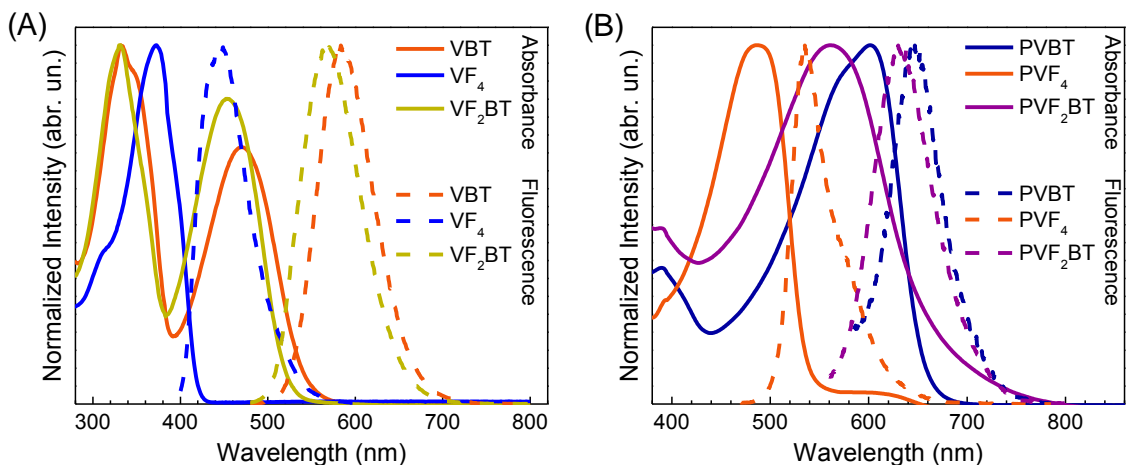 (A)
VBT
VF₄
VF₂BT
Absorbance
VBT
VF₄
VF₂BT
Fluorescence
Normalized Intensity (abr. un.)
300 400 500 600 700 800
Wavelength (nm)
(B)
PVBT
PVF₄
PVF₂BT
Absorbance
PVBT
PVF₄
PVF₂BT
Fluorescence
Normalized Intensity (abr. un.)
400 500 600 700 800
Wavelength (nm)